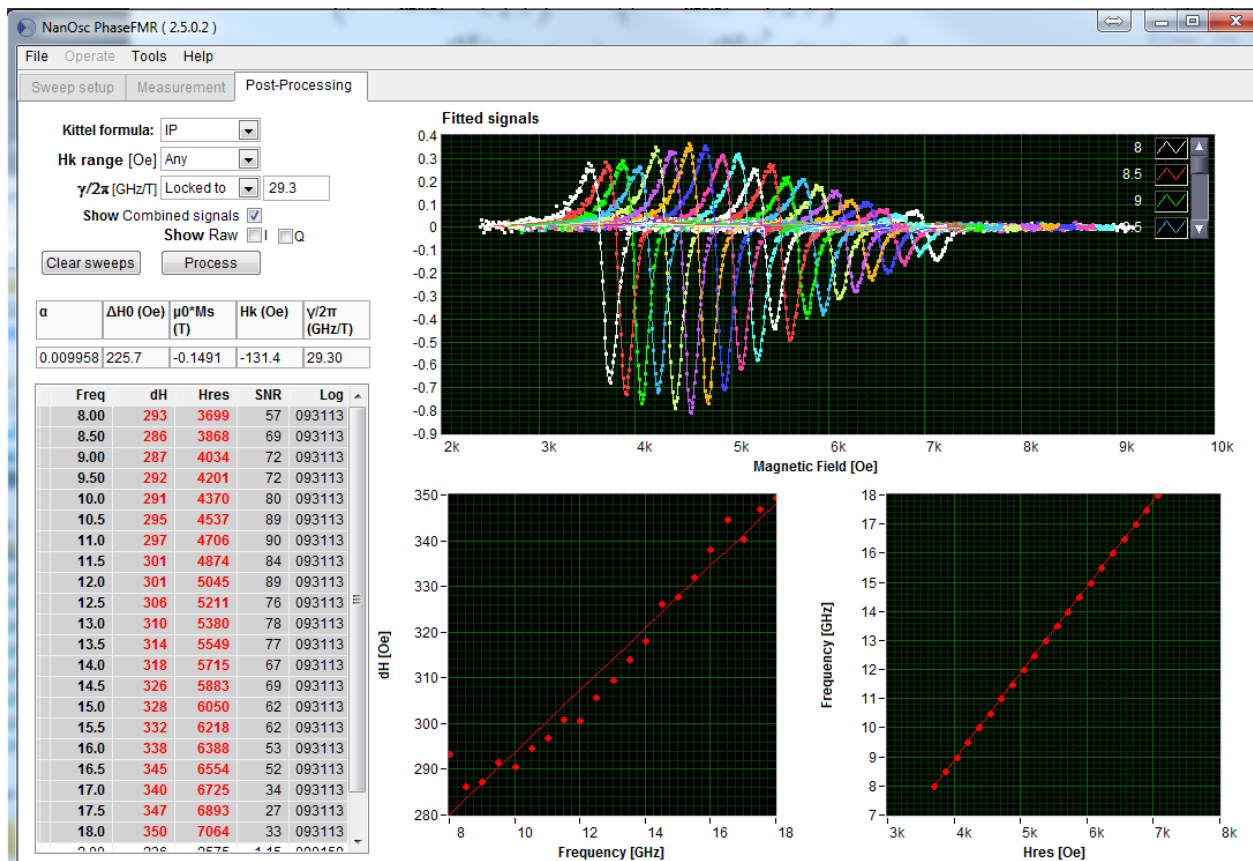 NanOsc PhaseFMR ( 2.5.0.2 )
File Operate Tools Help
Sweep setup Measurement Post-Processing
Kittel formula: IP
Hk range [Oe] Any
γ/2π [GHz/T] Locked to 29.3
Show Combined signals
Show Raw I Q
Clear sweeps Process
α ΔH0 (Oe) μ0*Ms (T) Hk (Oe) γ/2π (GHz/T)
0.009958 225.7 -0.1491 -131.4 29.30
Freq dH Hres SNR Log
8.00 293 3699 57 093113
8.50 286 3868 69 093113
9.00 287 4034 72 093113
9.50 292 4201 72 093113
10.0 291 4370 80 093113
10.5 295 4537 89 093113
11.0 297 4706 90 093113
11.5 301 4874 84 093113
12.0 301 5045 89 093113
12.5 306 5211 76 093113
13.0 310 5380 78 093113
13.5 314 5549 77 093113
14.0 318 5715 67 093113
14.5 326 5883 69 093113
15.0 328 6050 62 093113
15.5 332 6218 62 093113
16.0 338 6388 53 093113
16.5 345 6554 52 093113
17.0 340 6725 34 093113
17.5 347 6893 27 093113
18.0 350 7064 33 093113
Fitted signals
0.4
0.3
0.2
0.1
0
-0.1
-0.2
-0.3
-0.4
-0.5
-0.6
-0.7
-0.8
-0.9
2k 3k 4k 5k 6k 7k 8k 9k 10k
Magnetic Field [Oe]
8
8.5
9
dH [Oe]
350
340
330
320
310
300
290
280
8 10 12 14 16 18
Frequency [GHz]
Frequency [GHz]
18
17
16
15
14
13
12
11
10
9
8
7
3k 4k 5k 6k 7k 8k
Hres [Oe]